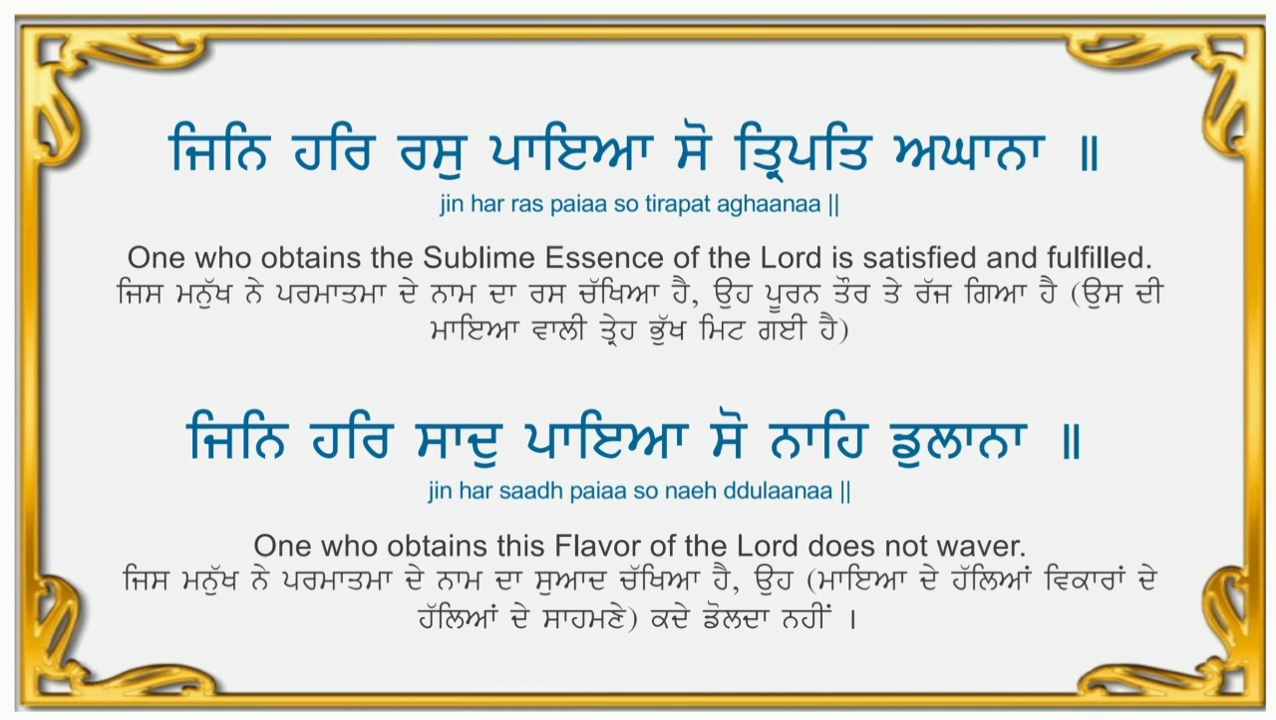 ਜਿਨਿ ਹਰਿ ਰਸੁ ਪਾਇਆ ਸੋ ਤ੍ਰਿਪਤਿ ਅਘਾਨਾ ॥
jin har ras paiaa so tirapat aghaanaa ||
One who obtains the Sublime Essence of the Lord is satisfied and fulfilled.
ਜਿਸ ਮਨੁੱਖ ਨੇ ਪਰਮਾਤਮਾ ਦੇ ਨਾਮ ਦਾ ਰਸ ਚੱਖਿਆ ਹੈ, ਉਹ ਪੂਰਨ ਤੌਰ ਤੇ ਰੱਜ ਗਿਆ ਹੈ (ਉਸ ਦੀ
ਮਾਇਆ ਵਾਲੀ ਤ੍ਰੇਹ ਭੁੱਖ ਮਿਟ ਗਈ ਹੈ)
ਜਿਨਿ ਹਰਿ ਸਾਦੁ ਪਾਇਆ ਸੋ ਨਾਹਿ ਡੁਲਾਨਾ ॥
jin har saadh paiaa so naeh ddulaanaa ||
One who obtains this Flavor of the Lord does not waver.
ਜਿਸ ਮਨੁੱਖ ਨੇ ਪਰਮਾਤਮਾ ਦੇ ਨਾਮ ਦਾ ਸੁਆਦ ਚੱਖਿਆ ਹੈ, ਉਹ (ਮਾਇਆ ਦੇ ਹੱਲਿਆਂ ਵਿਕਾਰਾਂ ਦੇ
ਹੱਲਿਆਂ ਦੇ ਸਾਹਮਣੇ) ਕਦੇ ਡੋਲਦਾ ਨਹੀਂ ।